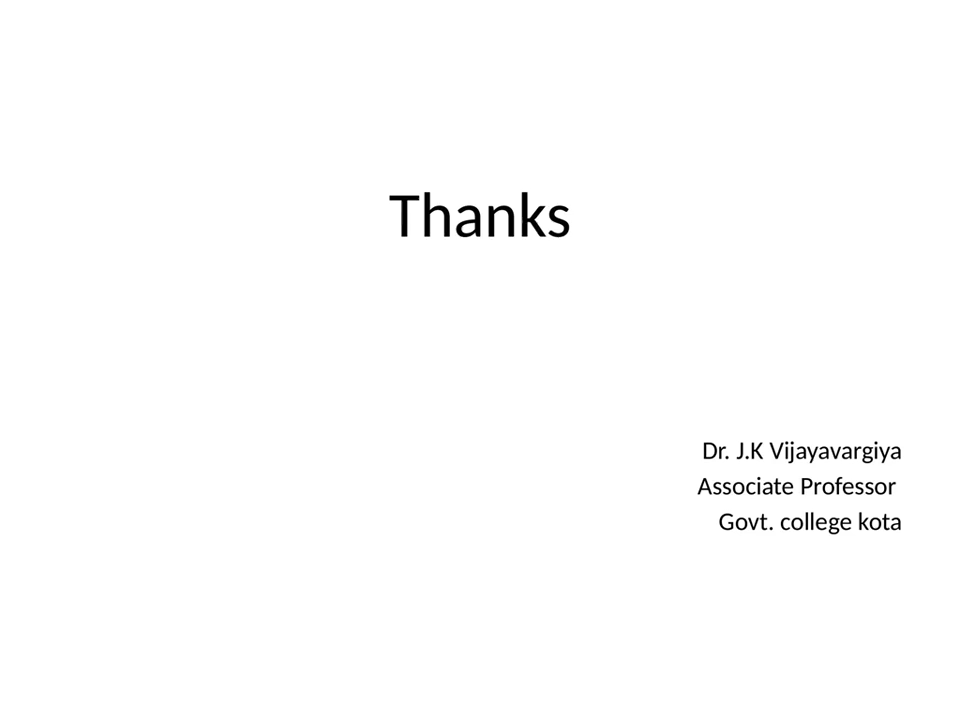 Thanks
Dr. J.K Vijayavargiya
Associate Professor
Govt. college kota